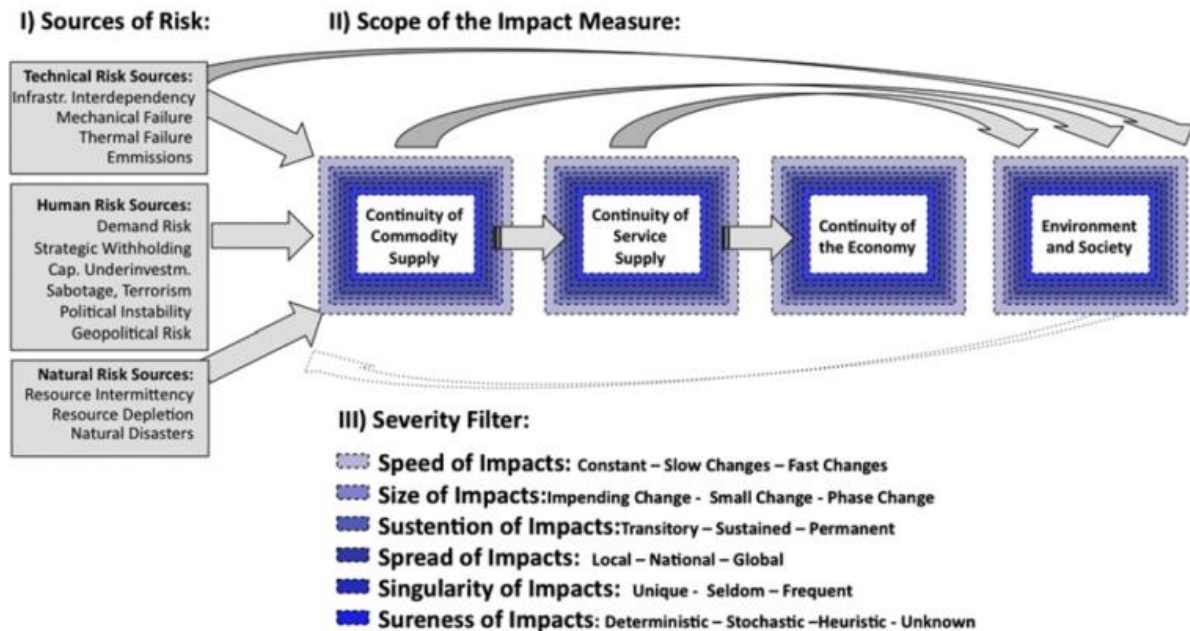 I) Sources of Risk:
II) Scope of the Impact Measure:
Technical Risk Sources:
Infrastr. Interdependency
Mechanical Failure
Thermal Failure
Emmissions
Human Risk Sources:
Demand Risk
Strategic Withholding
Cap. Underinvestm.
Sabotage, Terrorism
Political Instability
Geopolitical Risk
Natural Risk Sources:
Resource Intermittency
Resource Depletion
Natural Disasters
Continuity of
Commodity
Supply
Continuity of
Service
Supply
Continuity of
the Economy
Environment
and Society
III) Severity Filter:
Speed of Impacts: Constant – Slow Changes – Fast Changes
Size of Impacts:Impending Change - Small Change - Phase Change
Sustention of Impacts:Transitory – Sustained – Permanent
Spread of Impacts: Local – National – Global
Singularity of Impacts: Unique - Seldom – Frequent
Sureness of Impacts: Deterministic – Stochastic –Heuristic - Unknown